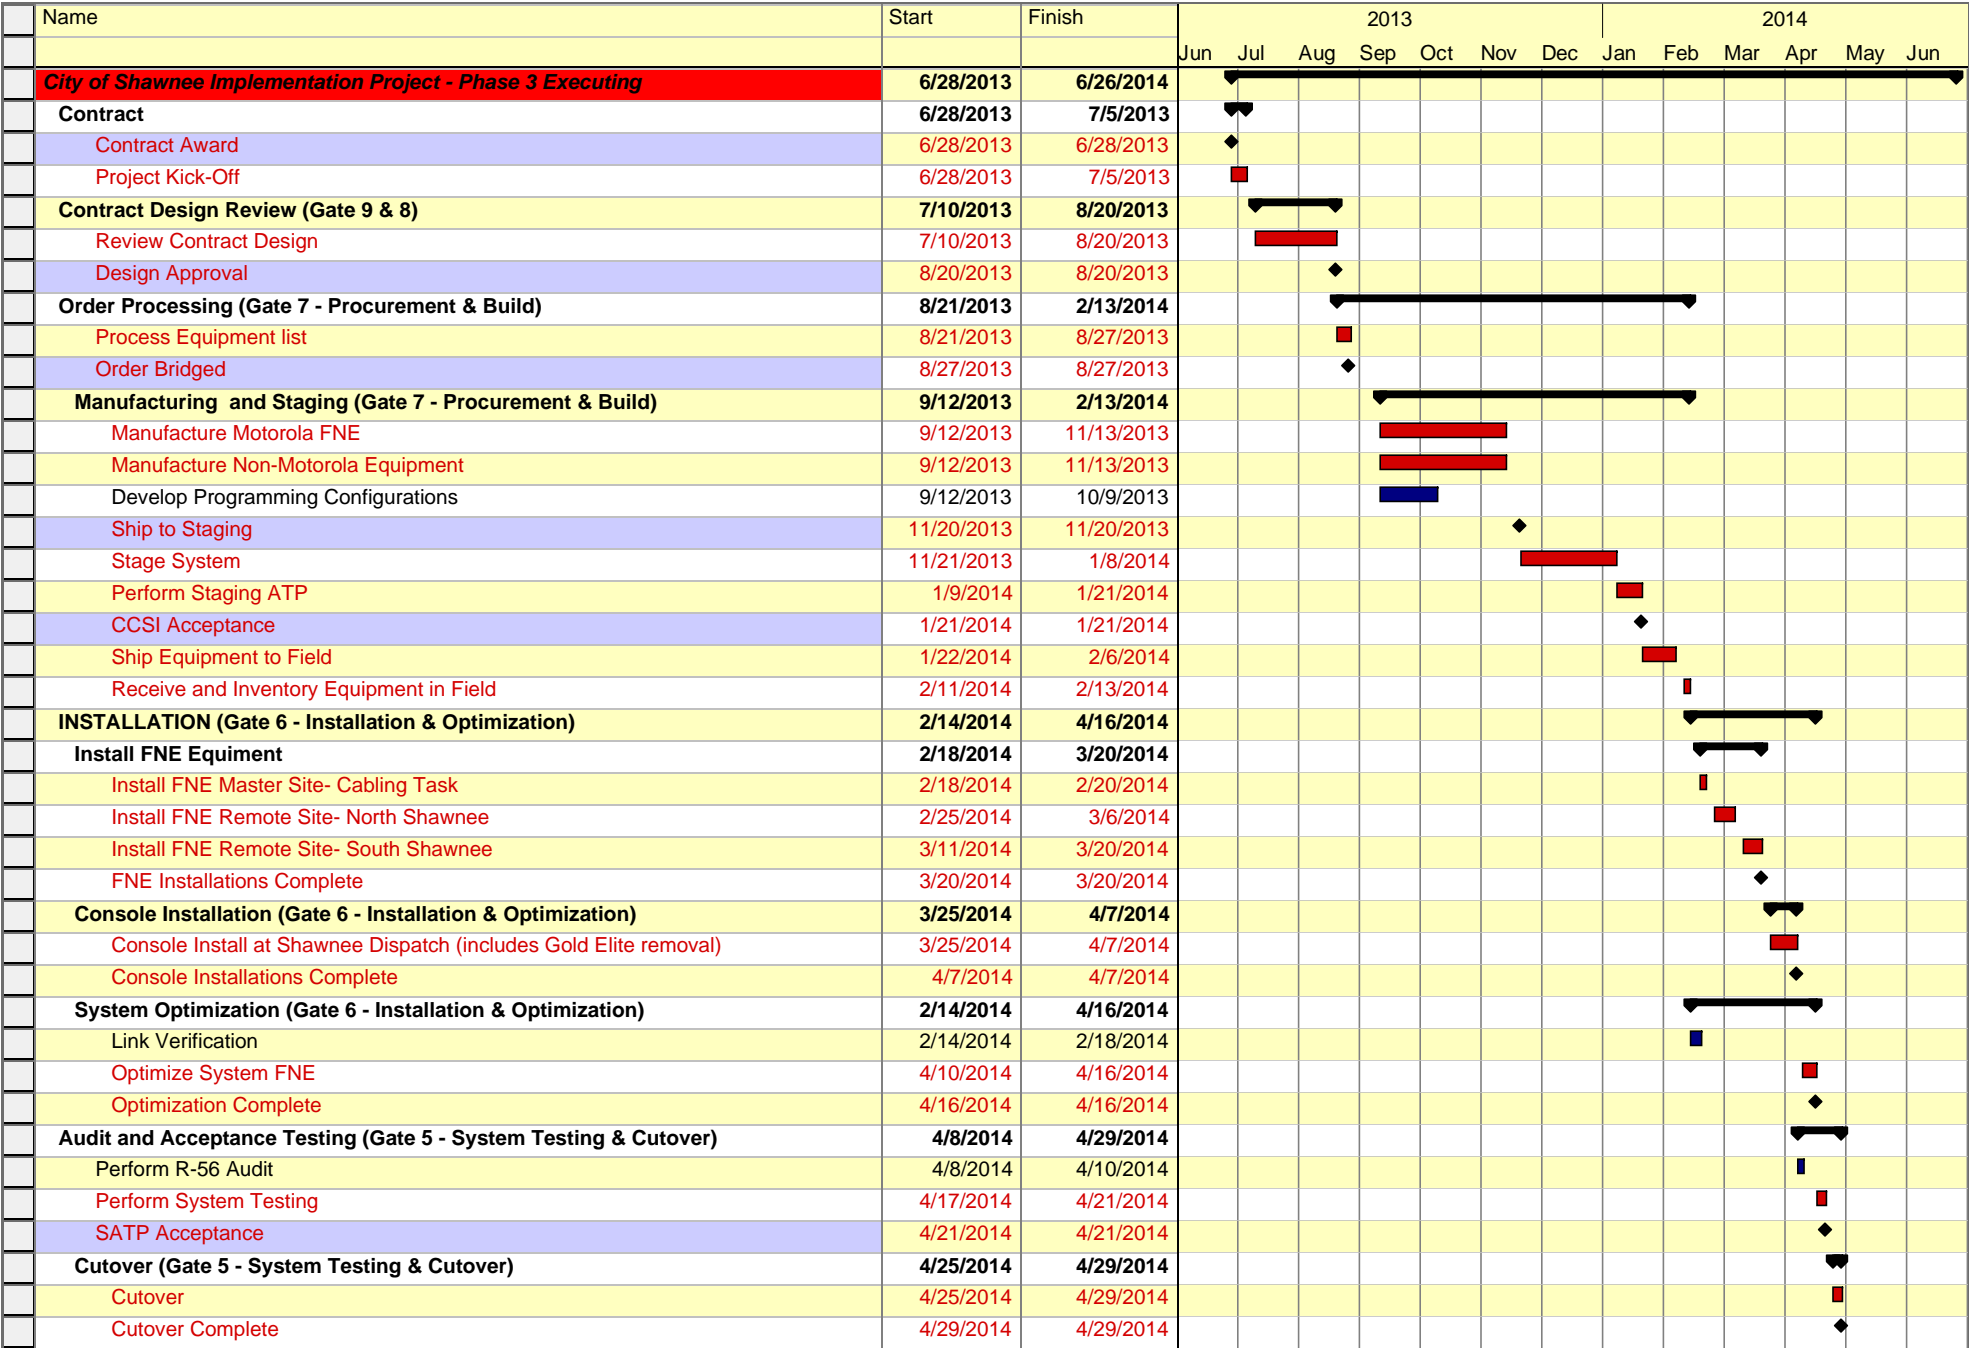 Name Start Finish 2013 2014
Jun Jul Aug Sep Oct Nov Dec Jan Feb Mar Apr May Jun
City of Shawnee Implementation Project - Phase 3 Executing 6/28/2013 6/26/2014
Contract 6/28/2013 7/5/2013
Contract Award 6/28/2013 6/28/2013
Project Kick-Off 6/28/2013 7/5/2013
Contract Design Review (Gate 9 & 8) 7/10/2013 8/20/2013
Review Contract Design 7/10/2013 8/20/2013
Design Approval 8/20/2013 8/20/2013
Order Processing (Gate 7 - Procurement & Build) 8/21/2013 2/13/2014
Process Equipment list 8/21/2013 8/27/2013
Order Bridged 8/27/2013 8/27/2013
Manufacturing and Staging (Gate 7 - Procurement & Build) 9/12/2013 2/13/2014
Manufacture Motorola FNE 9/12/2013 11/13/2013
Manufacture Non-Motorola Equipment 9/12/2013 11/13/2013
Develop Programming Configurations 9/12/2013 10/9/2013
Ship to Staging 11/20/2013 11/20/2013
Stage System 11/21/2013 1/8/2014
Perform Staging ATP 1/9/2014 1/21/2014
CCSI Acceptance 1/21/2014 1/21/2014
Ship Equipment to Field 1/22/2014 2/6/2014
Receive and Inventory Equipment in Field 2/11/2014 2/13/2014
INSTALLATION (Gate 6 - Installation & Optimization) 2/14/2014 4/16/2014
Install FNE Equiment 2/18/2014 3/20/2014
Install FNE Master Site- Cabling Task 2/18/2014 2/20/2014
Install FNE Remote Site- North Shawnee 2/25/2014 3/6/2014
Install FNE Remote Site- South Shawnee 3/11/2014 3/20/2014
FNE Installations Complete 3/20/2014 3/20/2014
Console Installation (Gate 6 - Installation & Optimization) 3/25/2014 4/7/2014
Console Install at Shawnee Dispatch (includes Gold Elite removal) 3/25/2014 4/7/2014
Console Installations Complete 4/7/2014 4/7/2014
System Optimization (Gate 6 - Installation & Optimization) 2/14/2014 4/16/2014
Link Verification 2/14/2014 2/18/2014
Optimize System FNE 4/10/2014 4/16/2014
Optimization Complete 4/16/2014 4/16/2014
Audit and Acceptance Testing (Gate 5 - System Testing & Cutover) 4/8/2014 4/29/2014
Perform R-56 Audit 4/8/2014 4/10/2014
Perform System Testing 4/17/2014 4/21/2014
SATP Acceptance 4/21/2014 4/21/2014
Cutover (Gate 5 - System Testing & Cutover) 4/25/2014 4/29/2014
Cutover 4/25/2014 4/29/2014
Cutover Complete 4/29/2014 4/29/2014